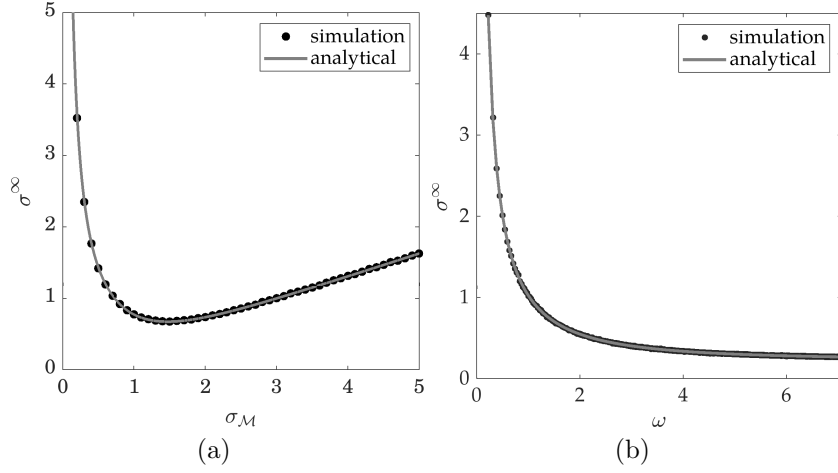 simulation
analytical
5
4
3
2
1
0
σ^∞
0 1 2 3 4 5
σ_ℳ
(a)
simulation
analytical
4
3
2
1
0
σ^∞
0 2 4 6
ω
(b)